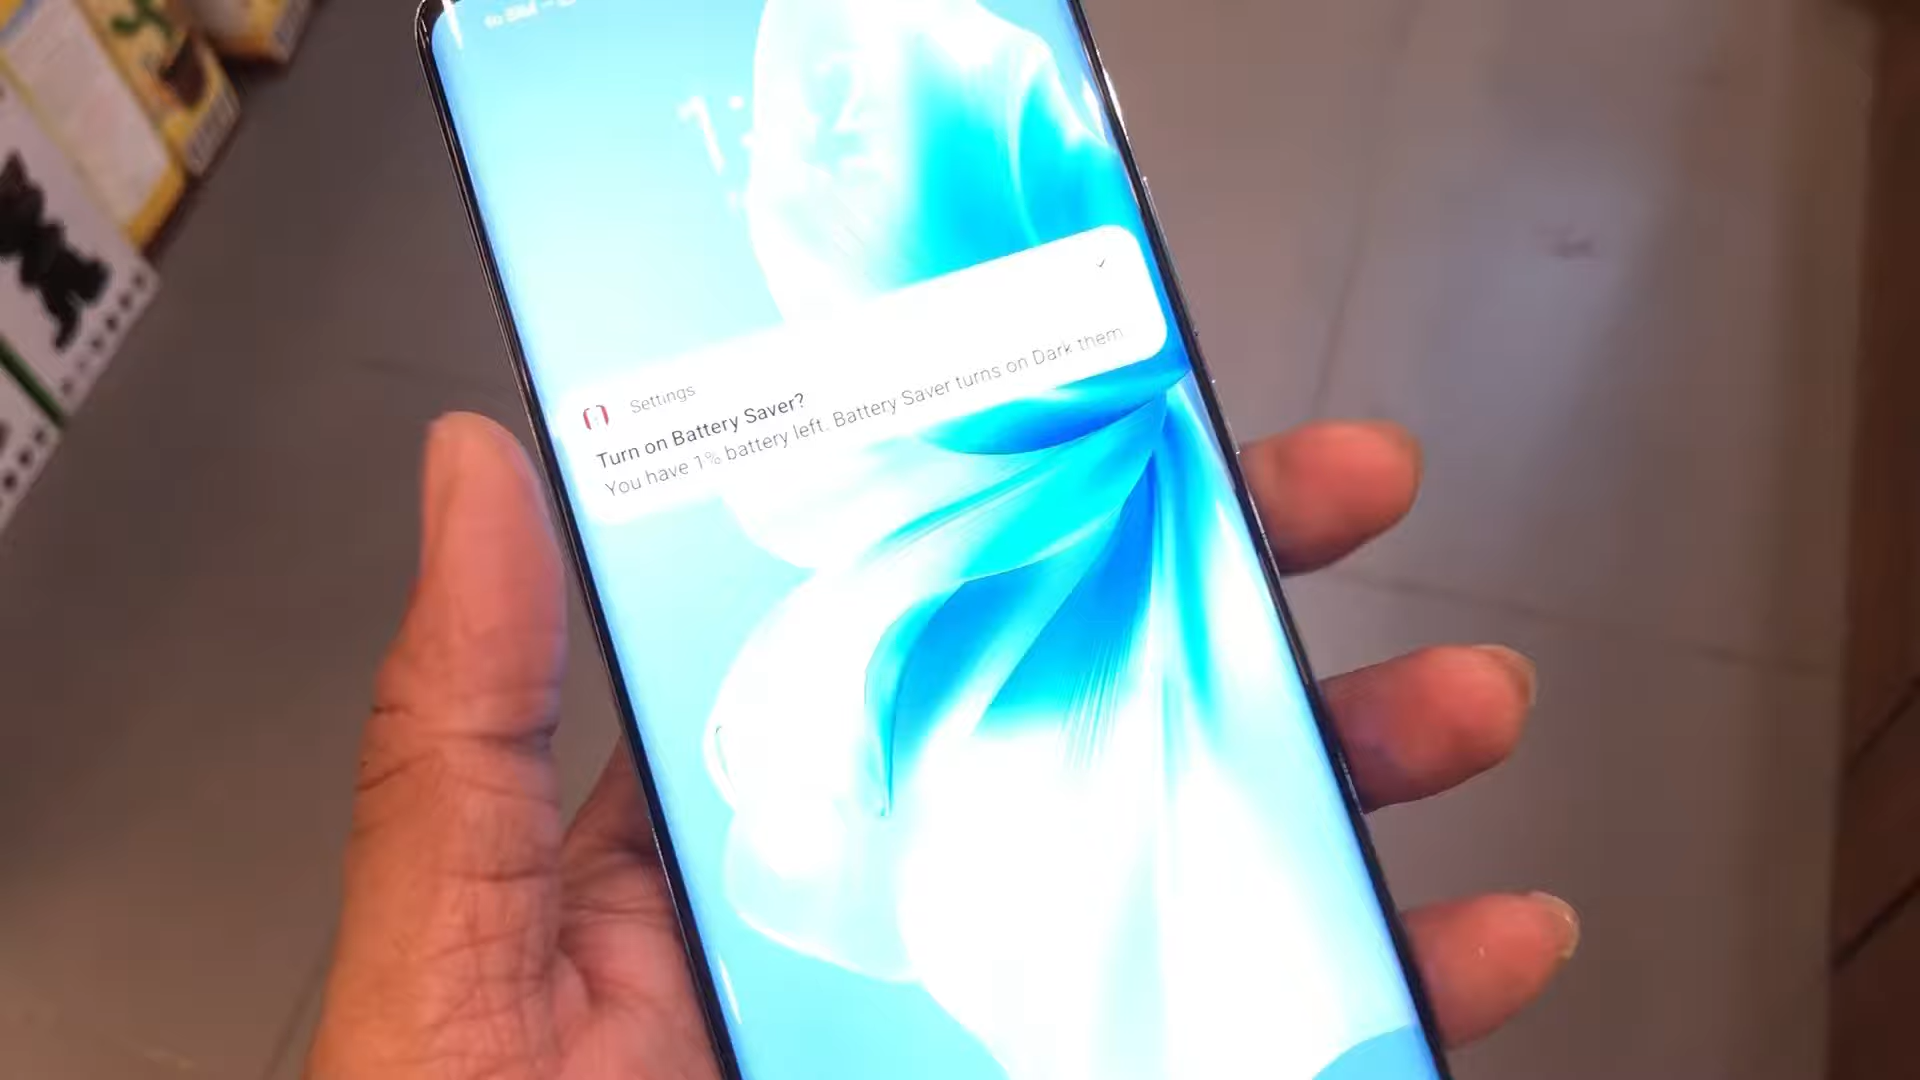 Settings
Turn on Battery Saver?
You have 1% battery left. Battery Saver turns on Dark them